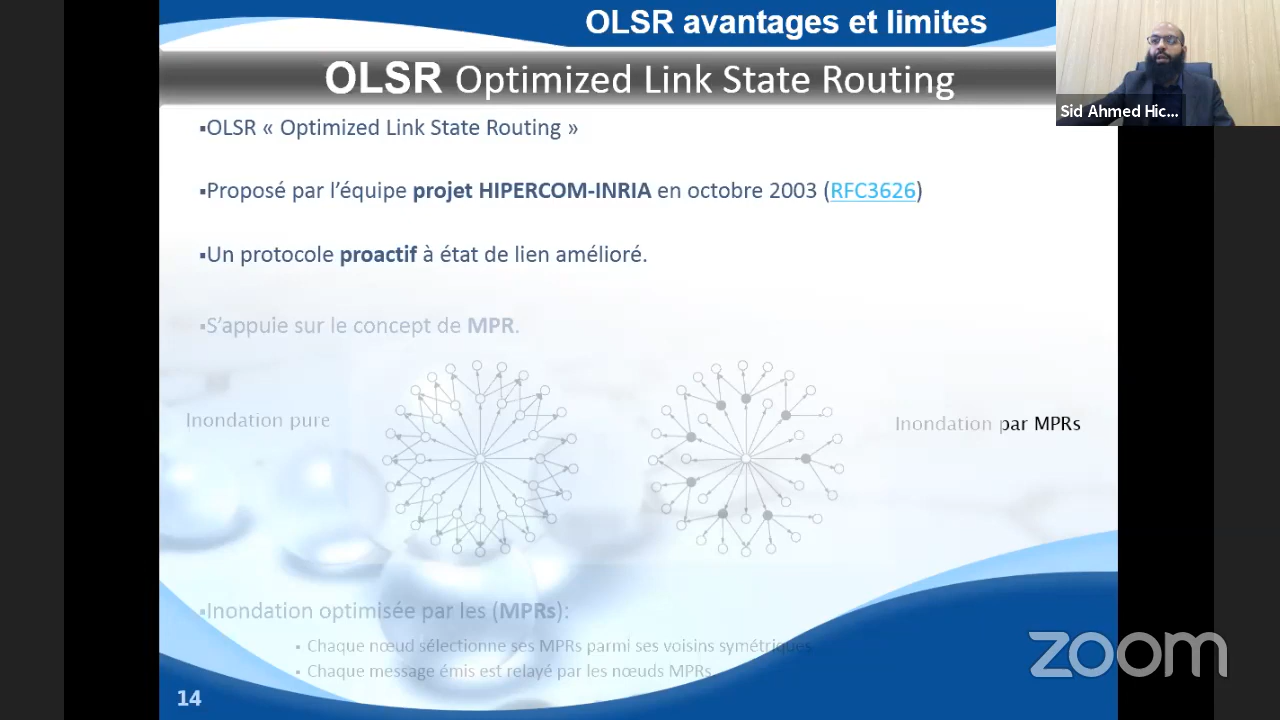 OLSR avantages et limites
OLSR Optimized Link State Routing
Sid Ahmed Hic...
▪OLSR « Optimized Link State Routing »
▪Proposé par l'équipe projet HIPERCOM-INRIA en octobre 2003 (RFC3626)
▪Un protocole proactif à état de lien amélioré.
▪S'appuie sur le concept de MPR.
Inondation pure
Inondation par MPRs
▪Inondation optimisée par les (MPRs):
▪ Chaque nœud sélectionne ses MPRs parmi ses voisins symétriques
▪ Chaque message émis est relayé par les nœuds MPRs.
zoom
14